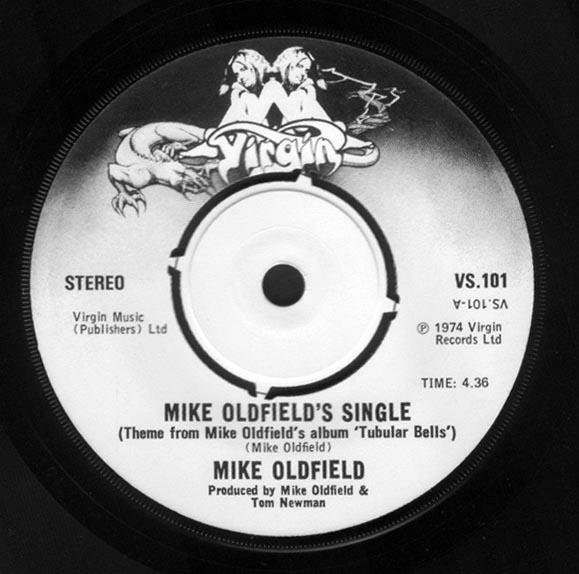 Virgin
STEREO
VS.101
VS.101-A
Virgin Music
(Publishers) Ltd
℗ 1974 Virgin
Records Ltd
TIME: 4.36
MIKE OLDFIELD'S SINGLE
(Theme from Mike Oldfield's album 'Tubular Bells')
(Mike Oldfield)
MIKE OLDFIELD
Produced by Mike Oldfield &
Tom Newman